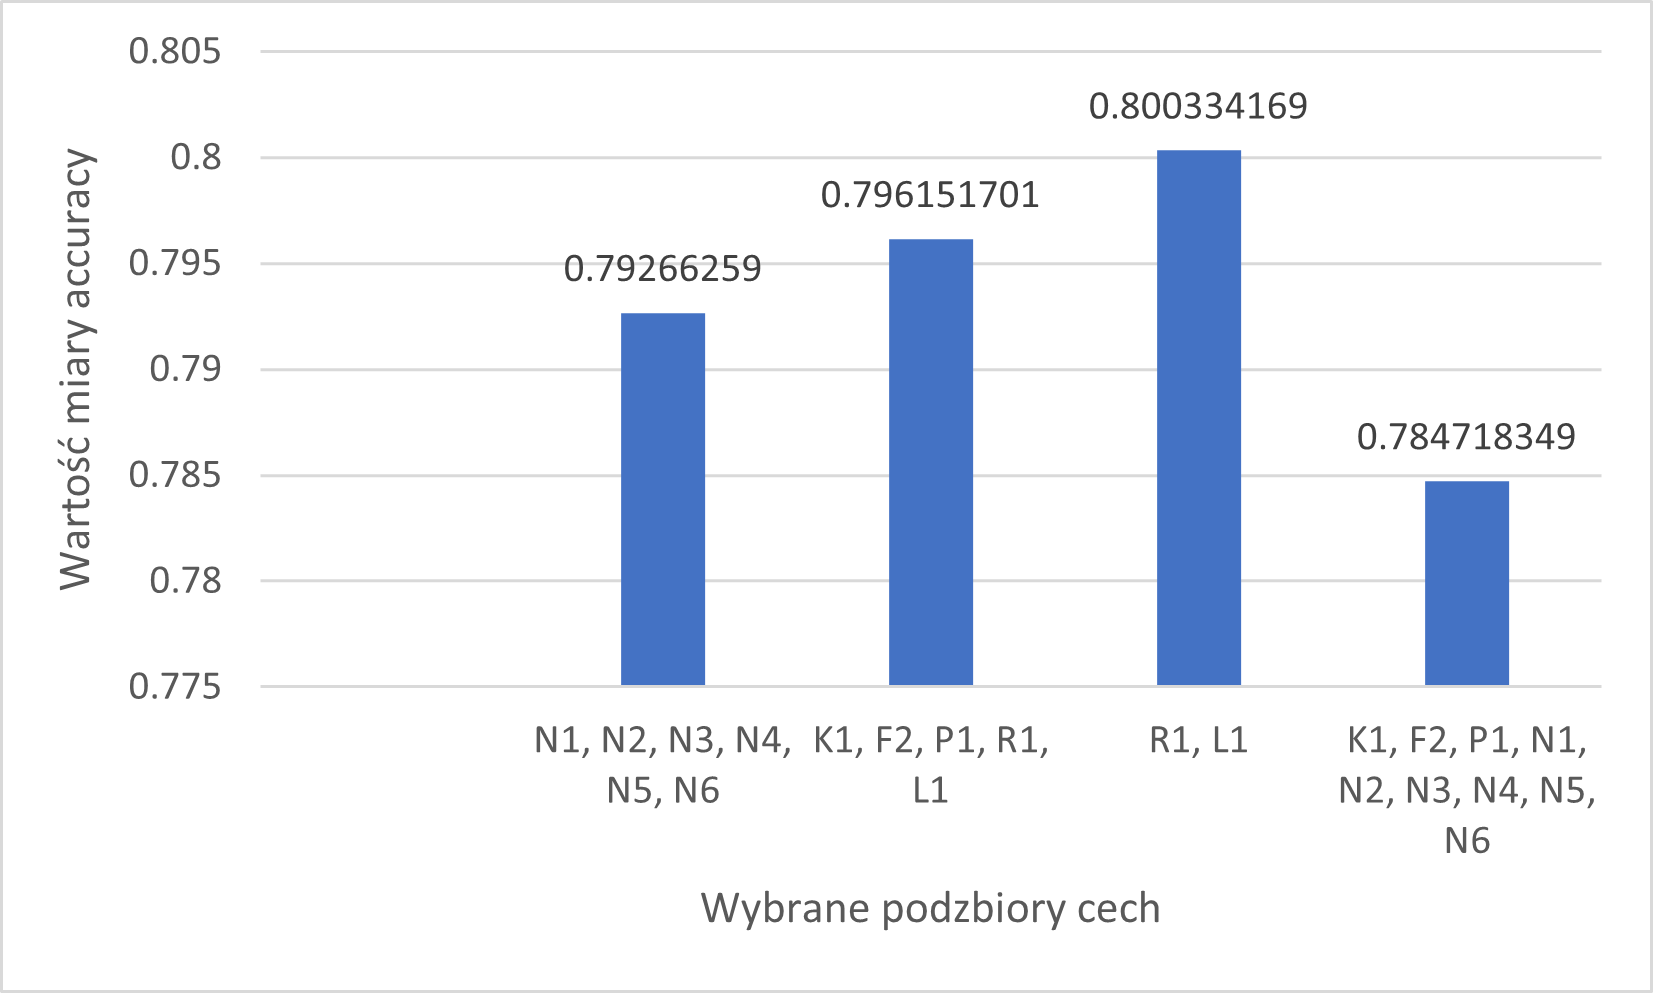 0.805
0.8
0.795
0.79
0.785
0.78
0.775
Wartość miary accuracy
0.79266259
0.796151701
0.800334169
0.784718349
N1, N2, N3, N4,
N5, N6
K1, F2, P1, R1,
L1
R1, L1
K1, F2, P1, N1,
N2, N3, N4, N5,
N6
Wybrane podzbiory cech